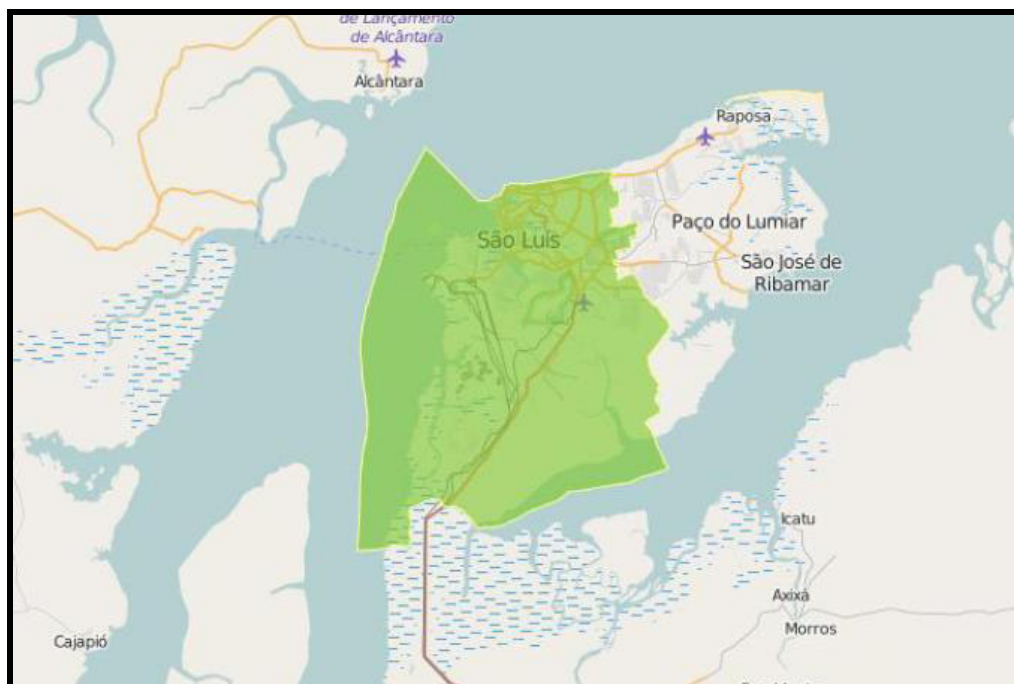 de Lançamento
de Alcântara
Alcântara
Raposa
Paço do Lumiar
São Luís
São José de
Ribamar
Icatu
Axixá
Morros
Cajapió